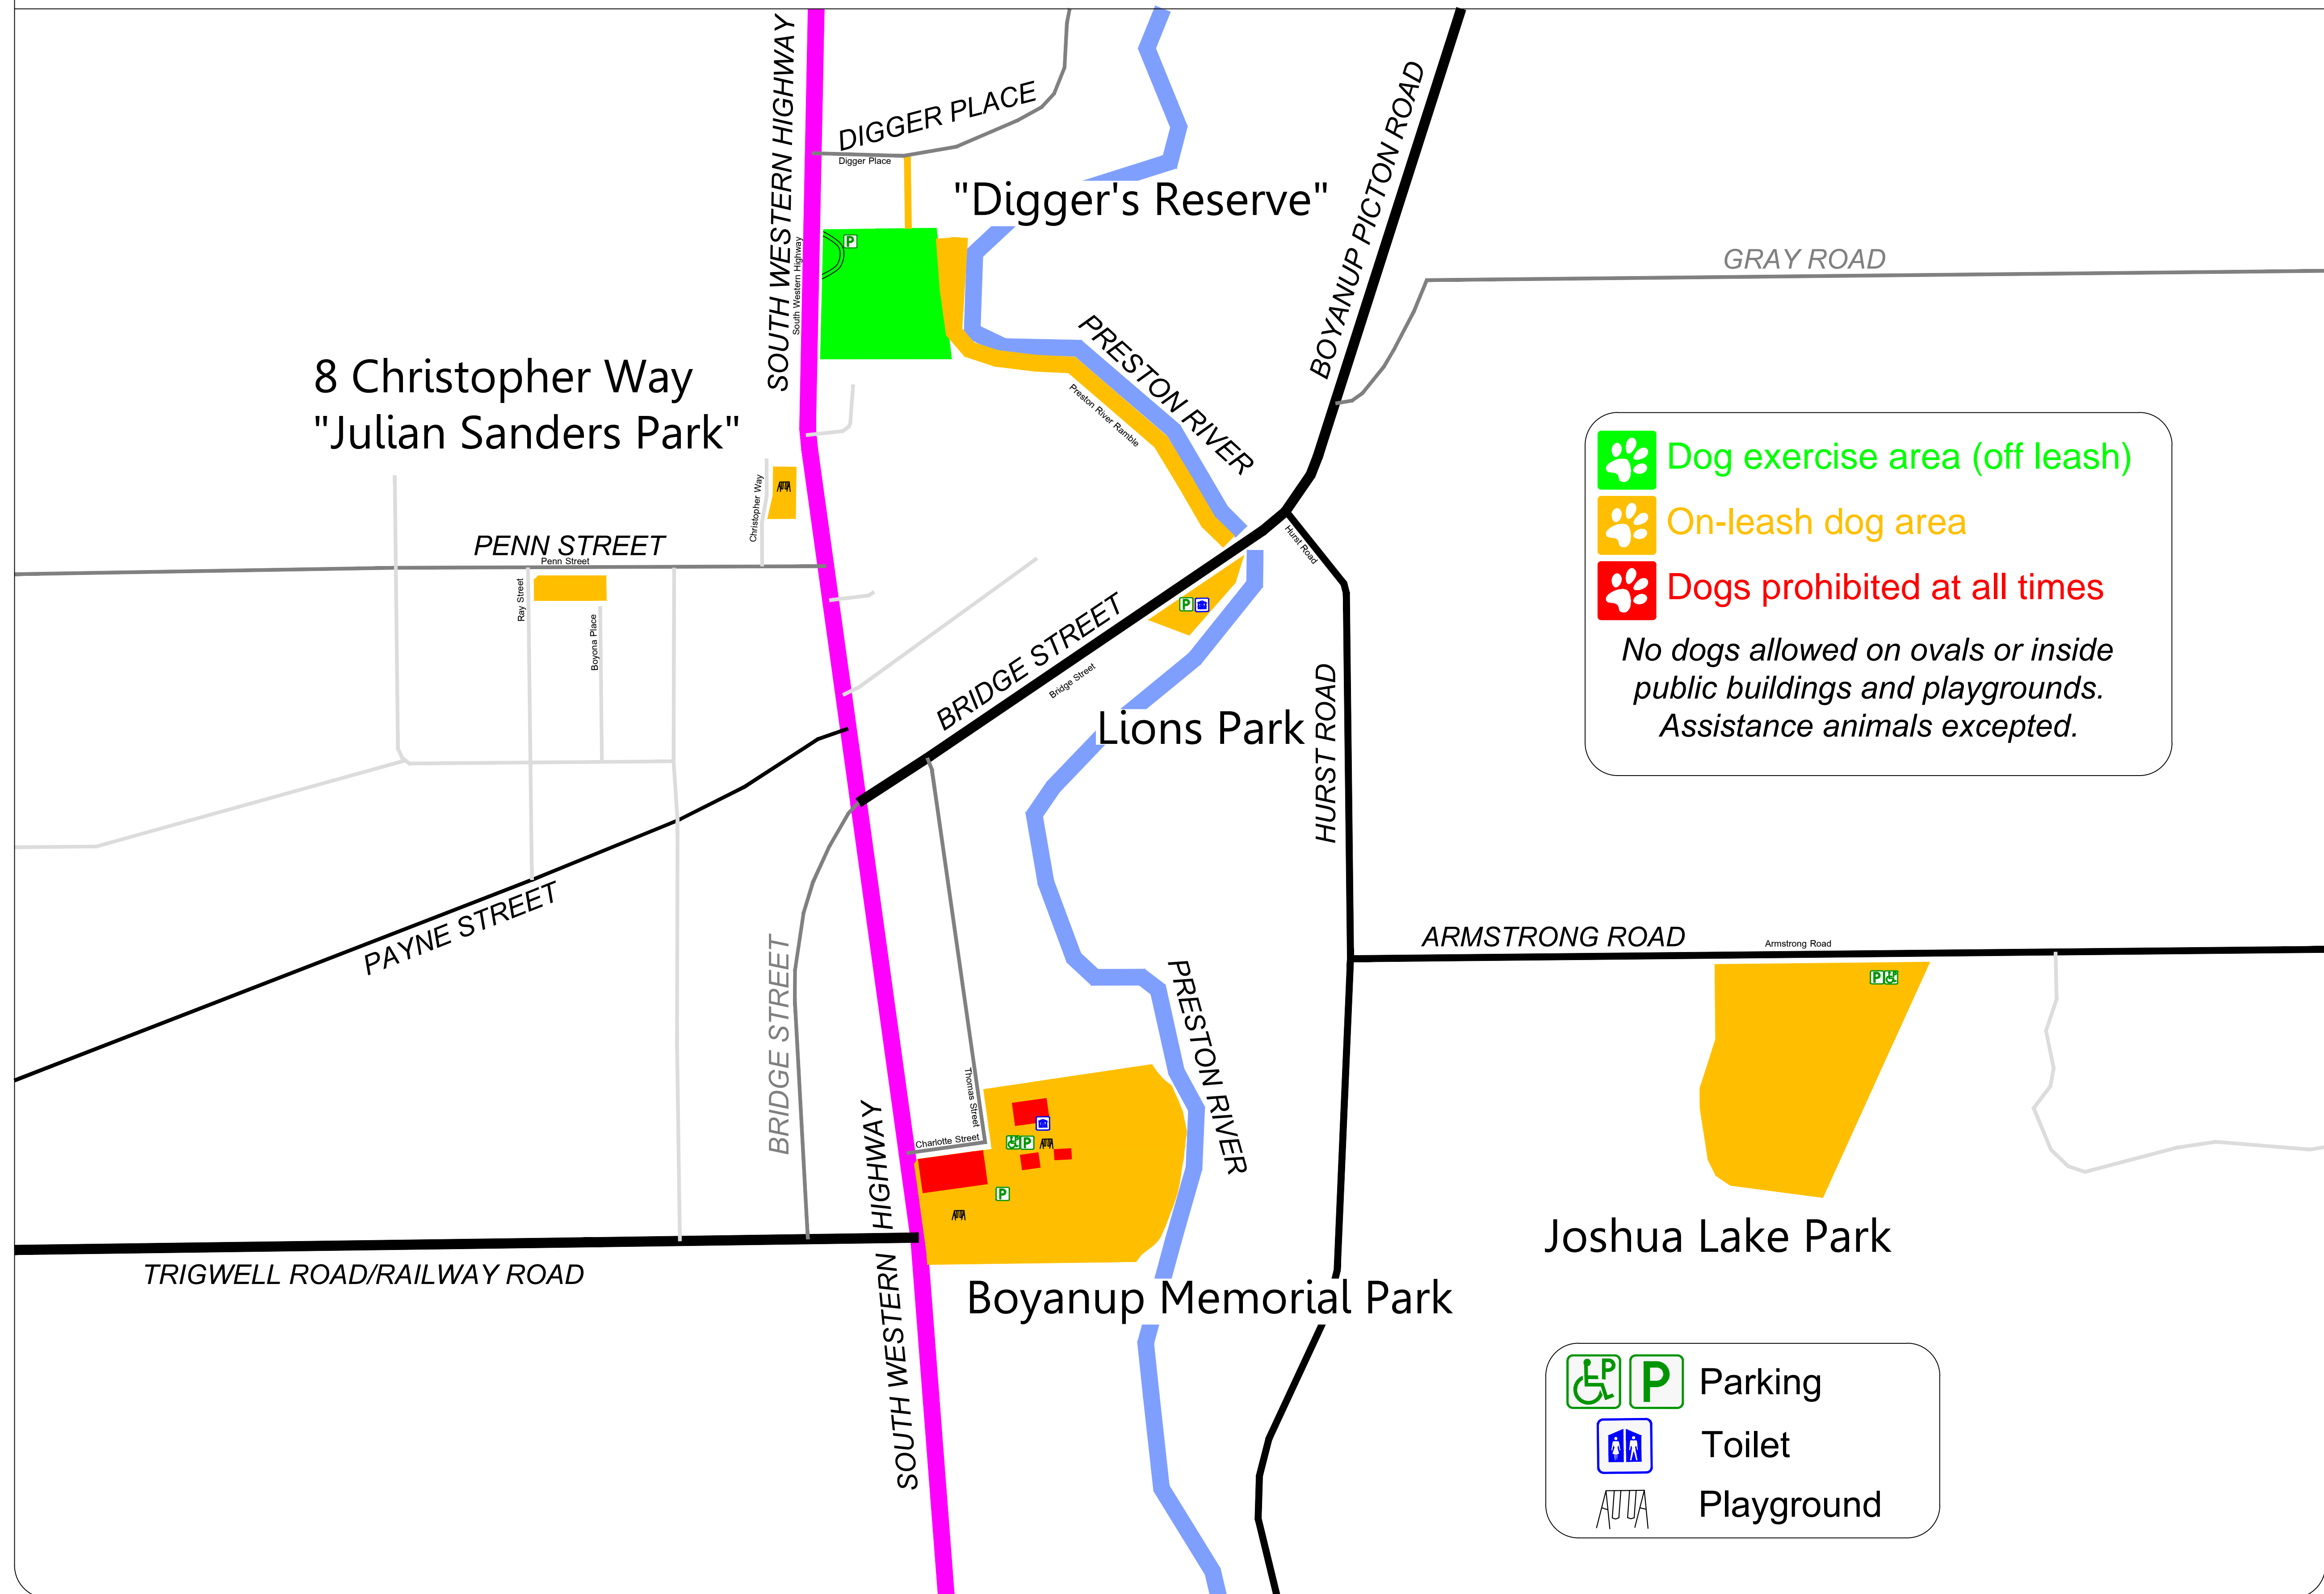 SOUTH WESTERN HIGHWAY
DIGGER PLACE
Digger Place
"Digger's Reserve"
BOYANUP PICTON ROAD
GRAY ROAD
P
South Western Highway
PRESTON RIVER
Preston River Ramble
8 Christopher Way
"Julian Sanders Park"
Christopher Way
PENN STREET
Penn Street
Ray Street
Boyona Place
Hurst Road
P
BRIDGE STREET
Bridge Street
Lions Park
HURST ROAD
Dog exercise area (off leash)
On-leash dog area
Dogs prohibited at all times
No dogs allowed on ovals or inside
public buildings and playgrounds.
Assistance animals excepted.
PAYNE STREET
BRIDGE STREET
ARMSTRONG ROAD
Armstrong Road
P P
PRESTON RIVER
Thomas Street
Charlotte Street
P P
P
SOUTH WESTERN HIGHWAY
TRIGWELL ROAD/RAILWAY ROAD
Joshua Lake Park
Boyanup Memorial Park
P P Parking
Toilet
Playground